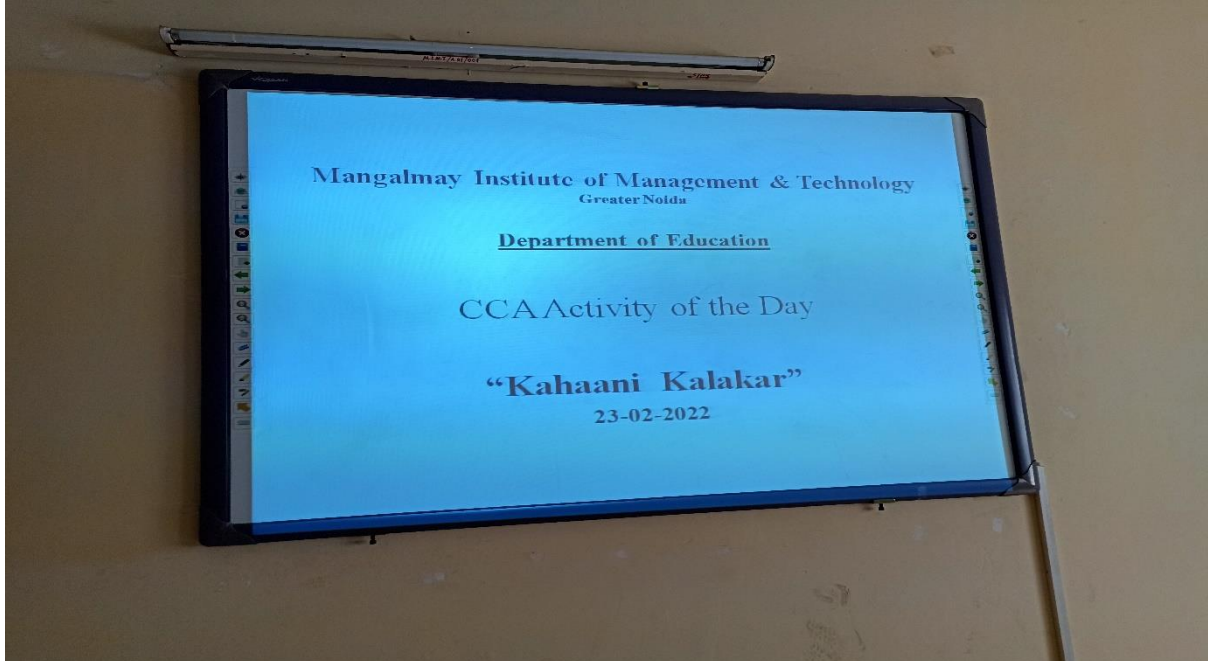 Mangalmay Institute of Management & Technology
Greater Noida
Department of Education
CCA Activity of the Day
“Kahaani Kalakar”
23-02-2022